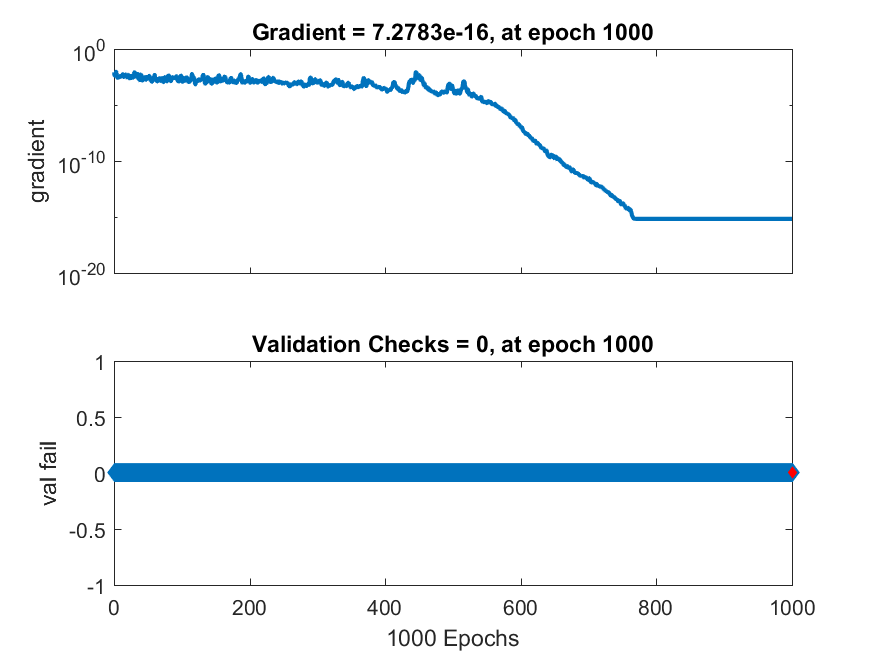 Gradient = 7.2783e-16, at epoch 1000
10^0
10^-10
10^-20
gradient
Validation Checks = 0, at epoch 1000
1
0.5
0
-0.5
-1
val fail
0 200 400 600 800 1000
1000 Epochs